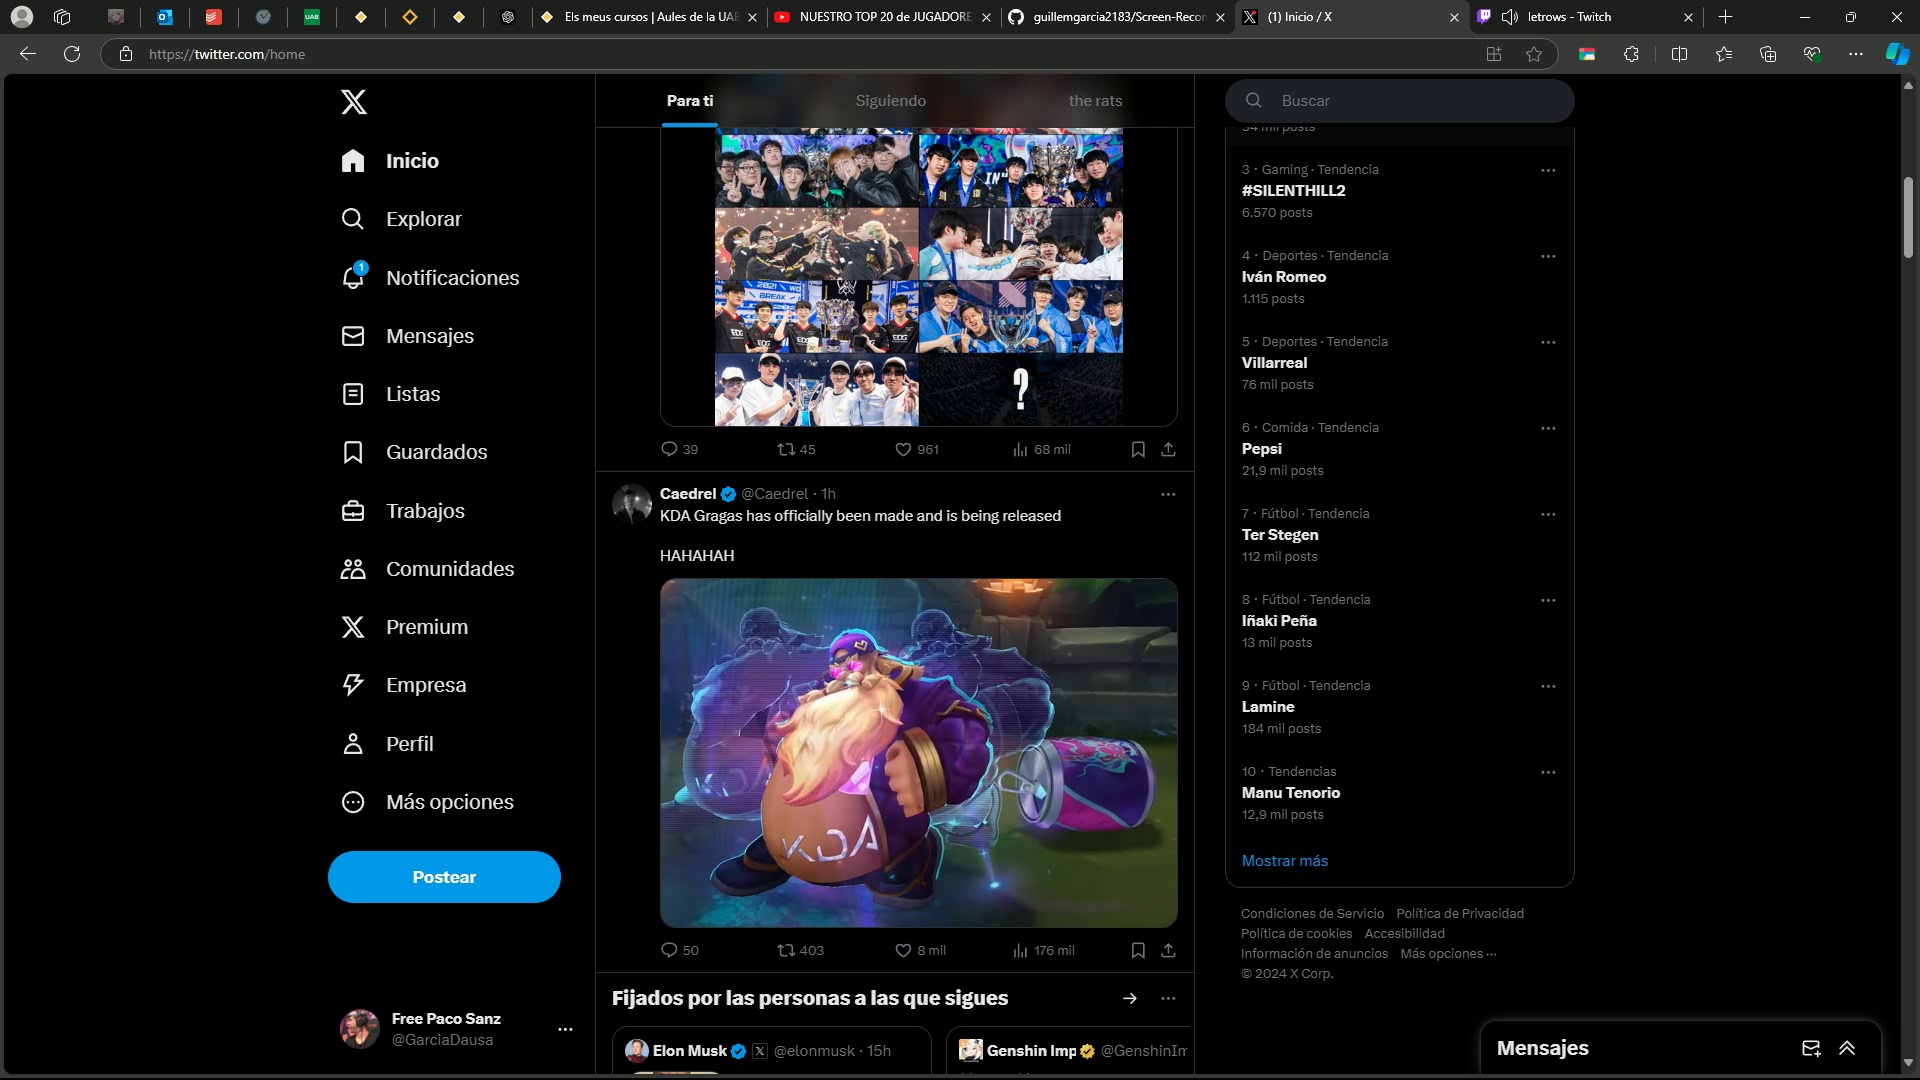 Els meus cursos | Aules de la UAB
NUESTRO TOP 20 de JUGADORE
guillemgarcia2183/Screen-Recor
(1) Inicio / X
letrows - Twitch
https://twitter.com/home
Para ti
Siguiendo
the rats
Buscar
Inicio
Explorar
1
Notificaciones
Mensajes
Listas
Guardados
Trabajos
Comunidades
Premium
Empresa
Perfil
Más opciones
Postear
Free Paco Sanz
@GarciaDausa
2021
BREAK
EDG
?
39
45
961
68 mil
Caedrel @Caedrel · 1h
KDA Gragas has officially been made and is being released
HAHAHAH
KDA
50
403
8 mil
176 mil
Fijados por las personas a las que sigues
Elon Musk @elonmusk · 15h
Genshin Imp @GenshinIm
34 mil posts
3 · Gaming · Tendencia
#SILENTHILL2
6.570 posts
4 · Deportes · Tendencia
Iván Romeo
1.115 posts
5 · Deportes · Tendencia
Villarreal
76 mil posts
6 · Comida · Tendencia
Pepsi
21,9 mil posts
7 · Fútbol · Tendencia
Ter Stegen
112 mil posts
8 · Fútbol · Tendencia
Iñaki Peña
13 mil posts
9 · Fútbol · Tendencia
Lamine
184 mil posts
10 · Tendencias
Manu Tenorio
12,9 mil posts
Mostrar más
Condiciones de Servicio Política de Privacidad
Política de cookies Accesibilidad
Información de anuncios Más opciones ···
© 2024 X Corp.
Mensajes